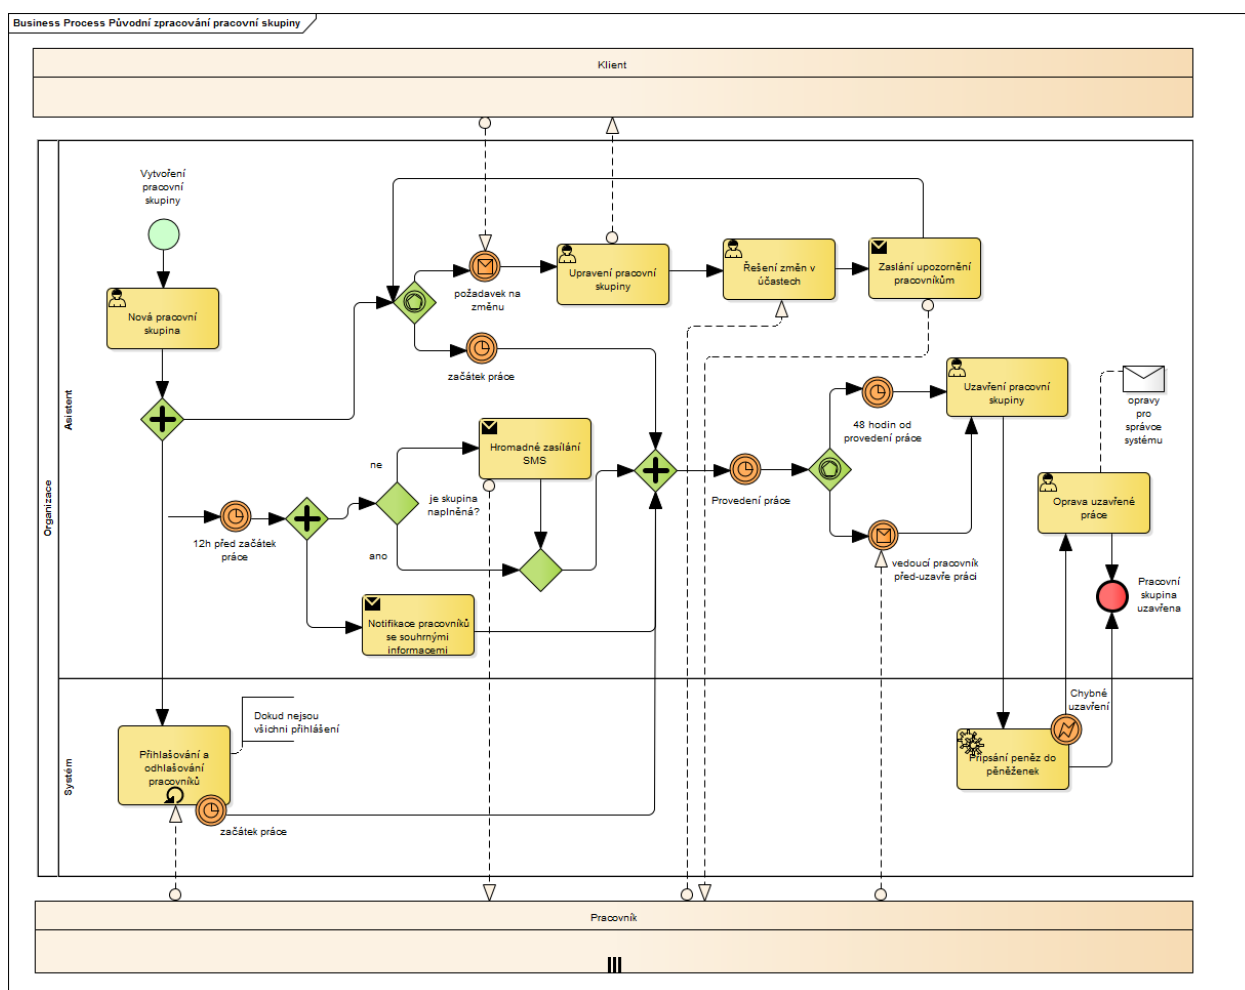 Business Process Původní zpracování pracovní skupiny
Klient
Organizace
Asistent
Vytvoření
pracovní
skupiny
Nová pracovní
skupina
požadavek na
změnu
Upravení pracovní
skupiny
Řešení změn v
účastech
Zaslání upozornění
pracovníkům
začátek práce
Uzavření pracovní
skupiny
48 hodin od
provedení práce
opravy
pro
správce
systému
ne
Hromadné zasílání
SMS
je skupina
naplněná?
12h před začátek
práce
ano
Provedení práce
Oprava uzavřené
práce
vedoucí pracovník
před-uzavře práci
Pracovní
skupina
uzavřena
Notifikace pracovníků
se souhrnými
informacemi
Systém
Dokud nejsou
všichni přihlášení
Přihlašování a
odhlašování
pracovníků
začátek práce
Chybné
uzavření
Připsání peněz do
pěněženek
Pracovník